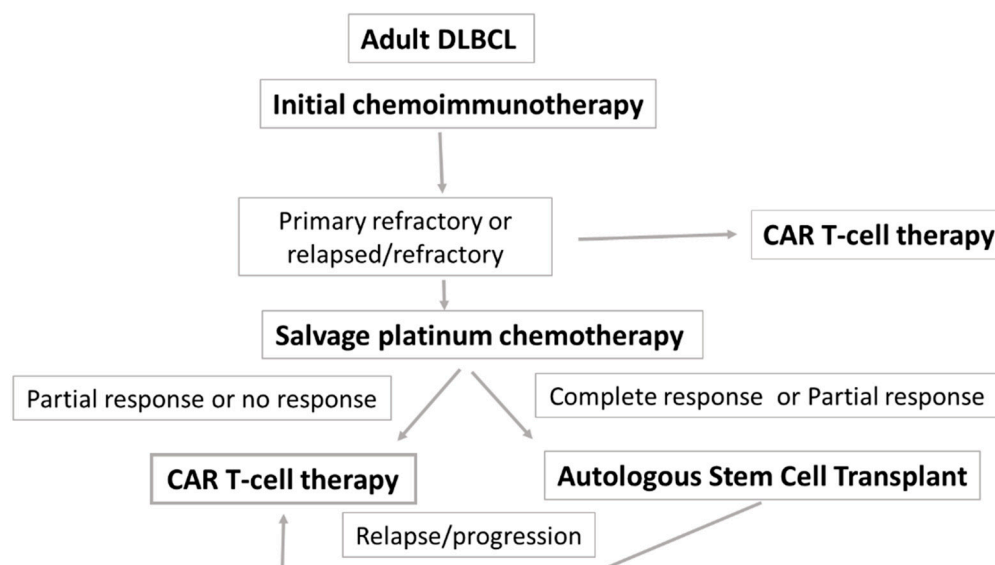 Adult DLBCL
Initial chemoimmunotherapy
Primary refractory or
relapsed/refractory
CAR T-cell therapy
Salvage platinum chemotherapy
Partial response or no response
Complete response or Partial response
CAR T-cell therapy
Autologous Stem Cell Transplant
Relapse/progression